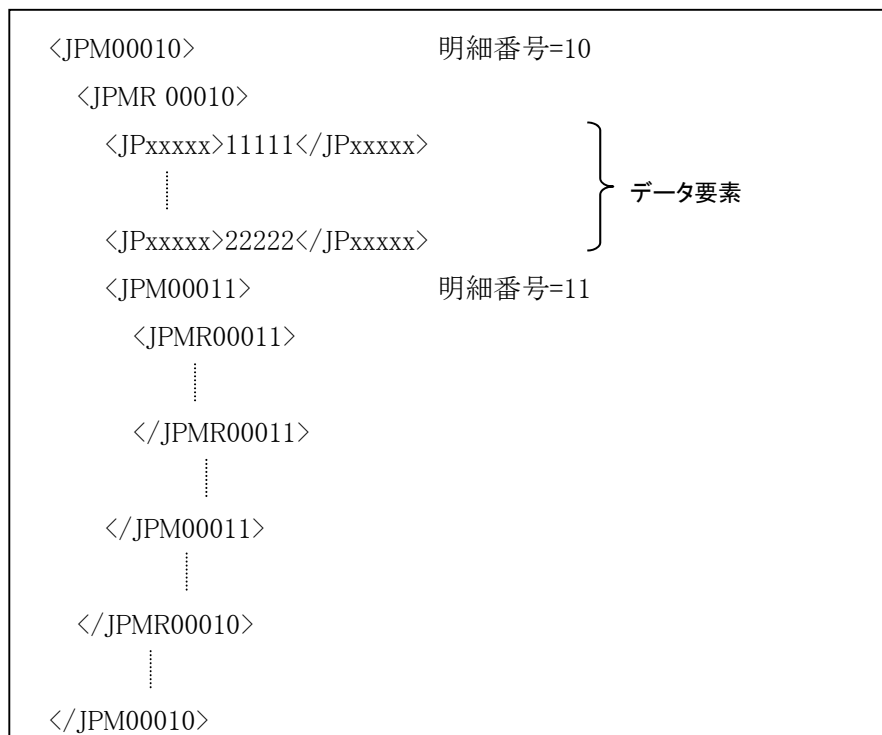 <JPM00010> 明細番号=10
<JPMR 00010>
<JPxxxxx>11111</JPxxxxx>
データ要素
<JPxxxxx>22222</JPxxxxx>
<JPM00011> 明細番号=11
<JPMR00011>
</JPMR00011>
</JPM00011>
</JPMR00010>
</JPM00010>